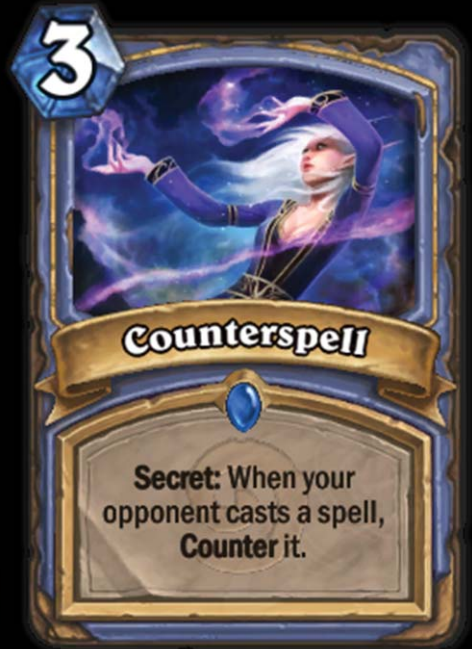 3
Counterspell
Secret: When your
opponent casts a spell,
Counter it.